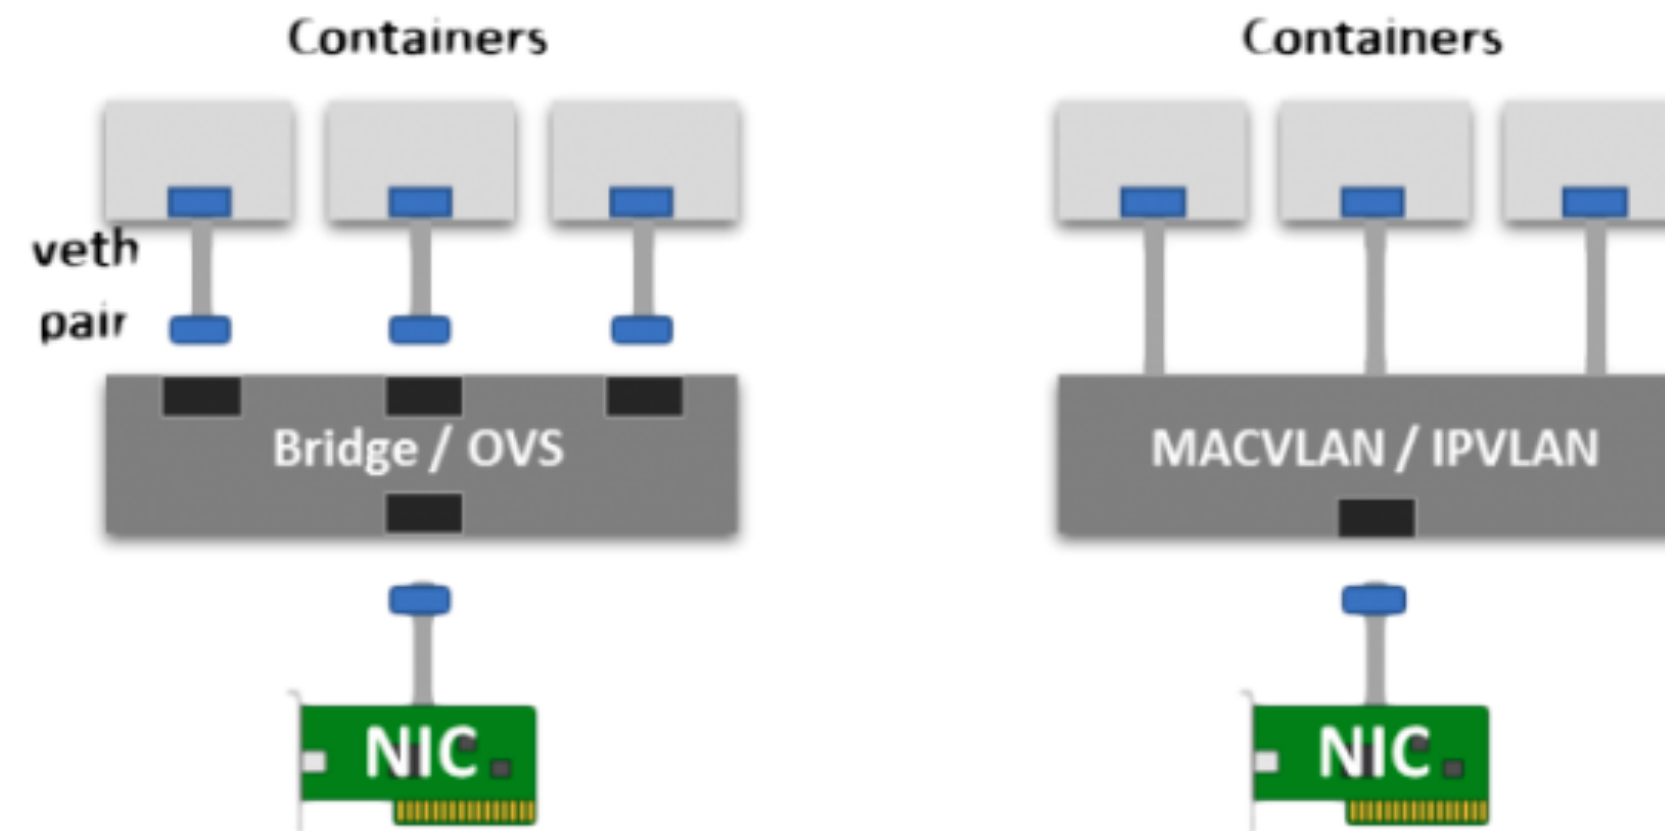 Containers
veth
pair
Bridge / OVS
NIC
Containers
MACVLAN / IPVLAN
NIC